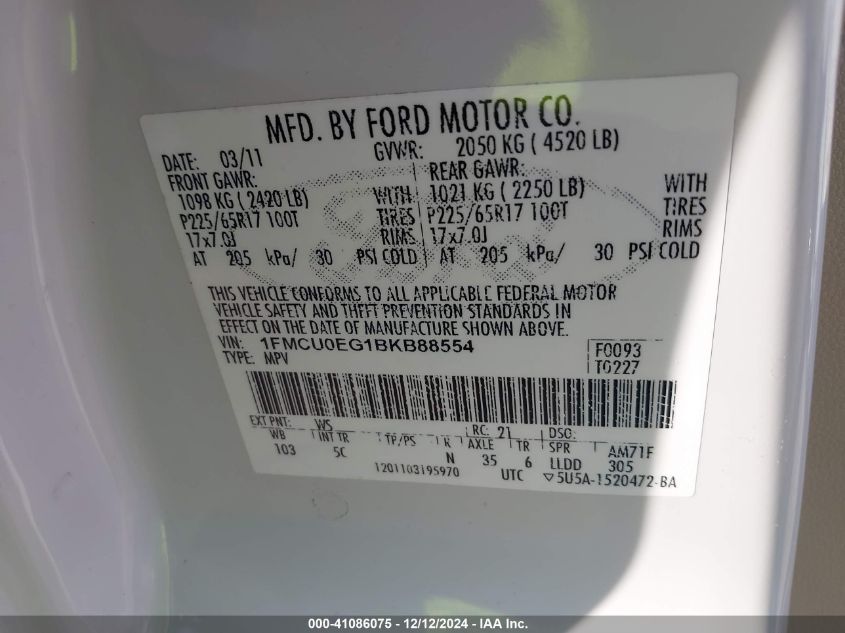 MFD. BY FORD MOTOR CO.
DATE: 03/11 GVWR: 2050 KG ( 4520 LB)
FRONT GAWR: REAR GAWR:
1098 KG ( 2420 LB) WITH 1021 KG ( 2250 LB) WITH
P225/65R17 100T TIRES P225/65R17 100T TIRES
17x7.0J RIMS 17x7.0J RIMS
AT 205 kPa/ 30 PSI COLD AT 205 kPa/ 30 PSI COLD
THIS VEHICLE CONFORMS TO ALL APPLICABLE FEDERAL MOTOR
VEHICLE SAFETY AND THEFT PREVENTION STANDARDS IN
EFFECT ON THE DATE OF MANUFACTURE SHOWN ABOVE.
VIN: 1FMCU0EG1BKB88554 F0093
TYPE: MPV T0227
EXT PNT: WS RC: 21 DSO:
WB INT TR TP/PS R AXLE TR SPR AM71F
103 5C N 35 6 LLDD 305
1201103195970 UTC ▽5U5A-1520472-BA
000-41086075 - 12/12/2024 - IAA Inc.